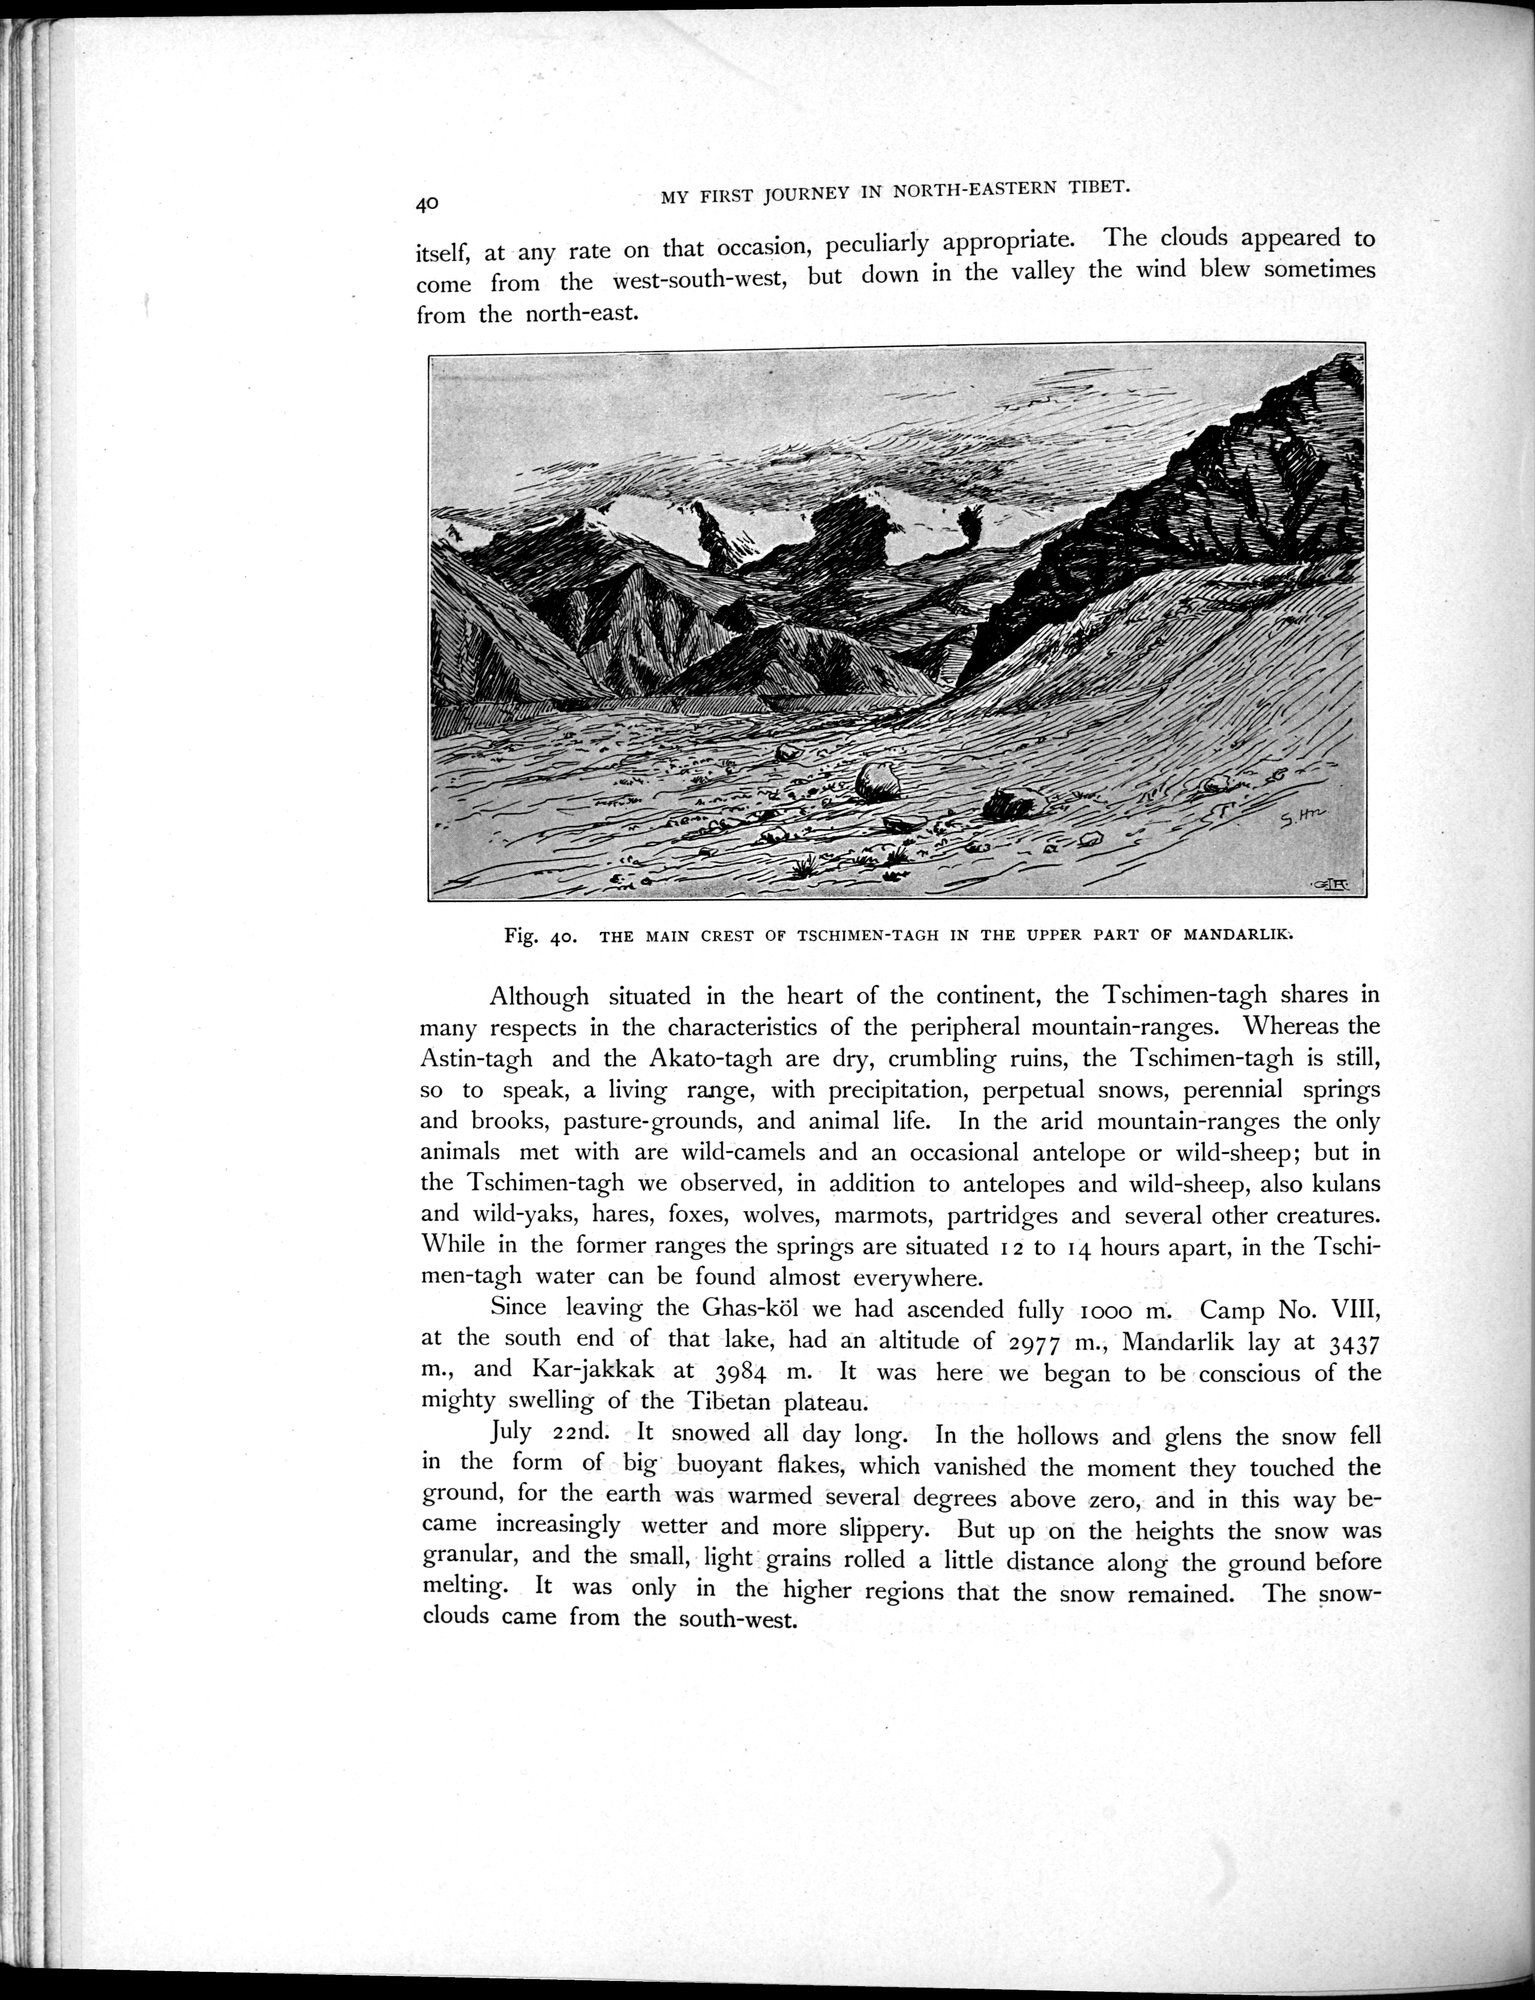 40
MY FIRST JOURNEY IN NORTH-EASTERN TIBET.
itself, at any rate on that occasion, peculiarly appropriate. The clouds appeared to
come from the west-south-west, but down in the valley the wind blew sometimes
from the north-east.
S. Hn
Fig. 40. THE MAIN CREST OF TSCHIMEN-TAGH IN THE UPPER PART OF MANDARLIK.
Although situated in the heart of the continent, the Tschimen-tagh shares in
many respects in the characteristics of the peripheral mountain-ranges. Whereas the
Astin-tagh and the Akato-tagh are dry, crumbling ruins, the Tschimen-tagh is still,
so to speak, a living range, with precipitation, perpetual snows, perennial springs
and brooks, pasture-grounds, and animal life. In the arid mountain-ranges the only
animals met with are wild-camels and an occasional antelope or wild-sheep; but in
the Tschimen-tagh we observed, in addition to antelopes and wild-sheep, also kulans
and wild-yaks, hares, foxes, wolves, marmots, partridges and several other creatures.
While in the former ranges the springs are situated 12 to 14 hours apart, in the Tschi-
men-tagh water can be found almost everywhere.
Since leaving the Ghas-köl we had ascended fully 1000 m. Camp No. VIII,
at the south end of that lake, had an altitude of 2977 m., Mandarlik lay at 3437
m., and Kar-jakkak at 3984 m. It was here we began to be conscious of the
mighty swelling of the Tibetan plateau.
July 22nd. It snowed all day long. In the hollows and glens the snow fell
in the form of big buoyant flakes, which vanished the moment they touched the
ground, for the earth was warmed several degrees above zero, and in this way be-
came increasingly wetter and more slippery. But up on the heights the snow was
granular, and the small, light grains rolled a little distance along the ground before
melting. It was only in the higher regions that the snow remained. The snow-
clouds came from the south-west.